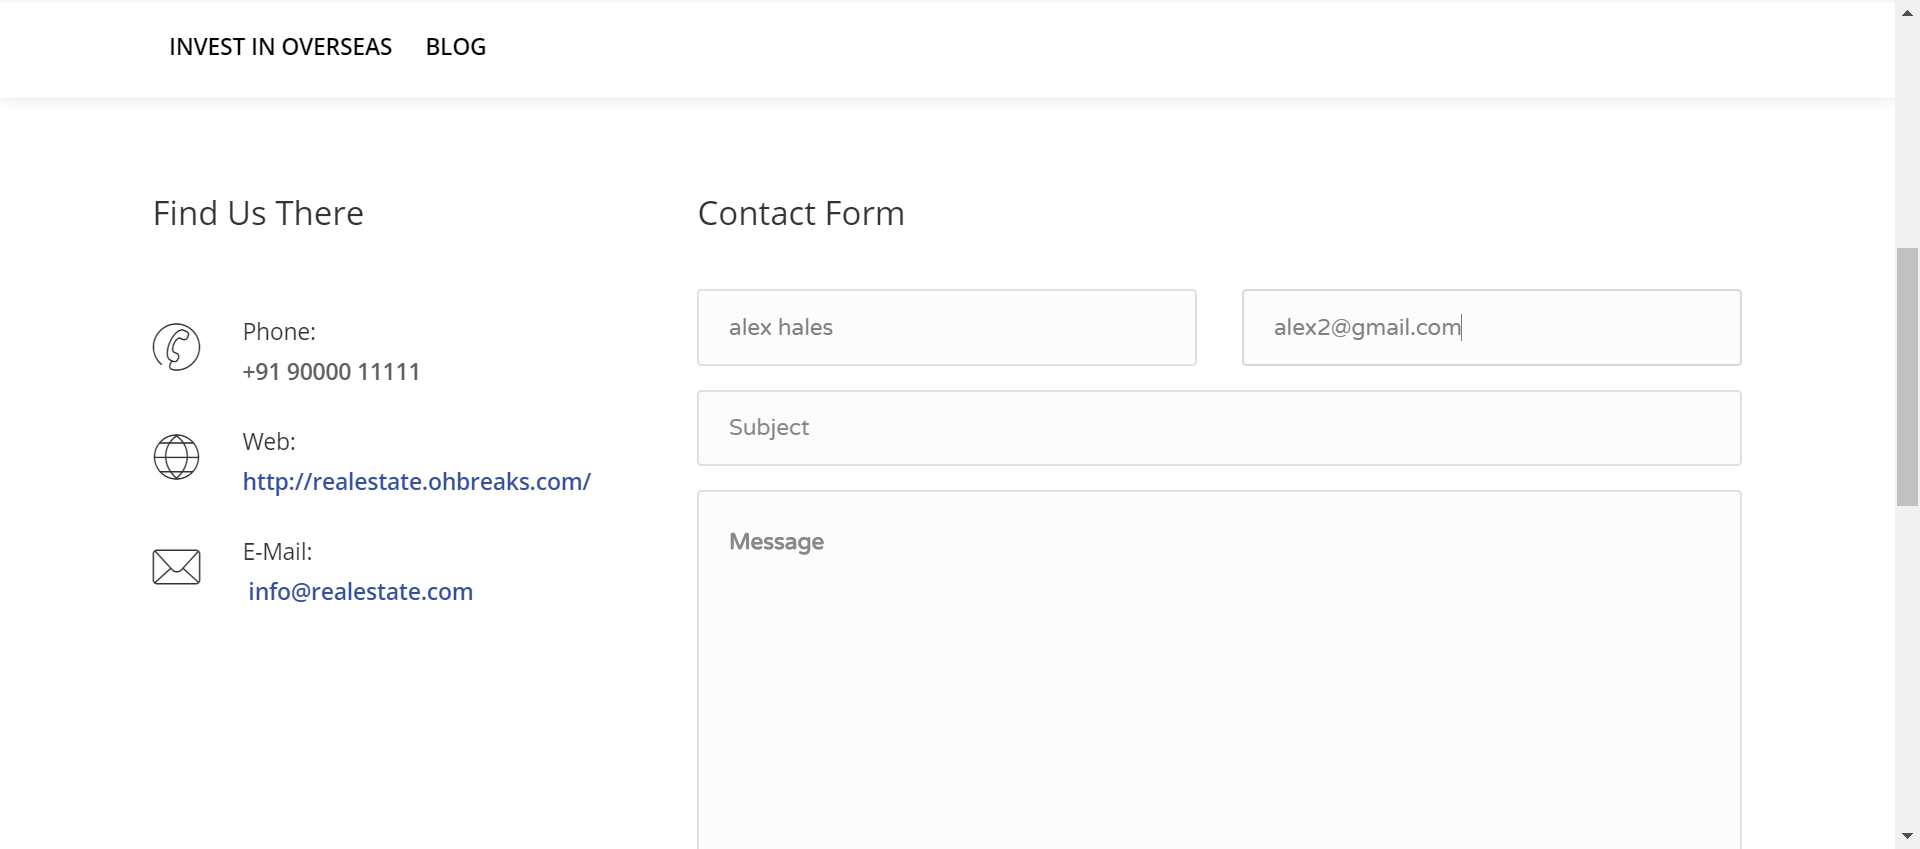 INVEST IN OVERSEAS BLOG
Find Us There
Phone:
+91 90000 11111
Web:
http://realestate.ohbreaks.com/
E-Mail:
info@realestate.com
Contact Form
alex hales
alex2@gmail.com
Subject
Message